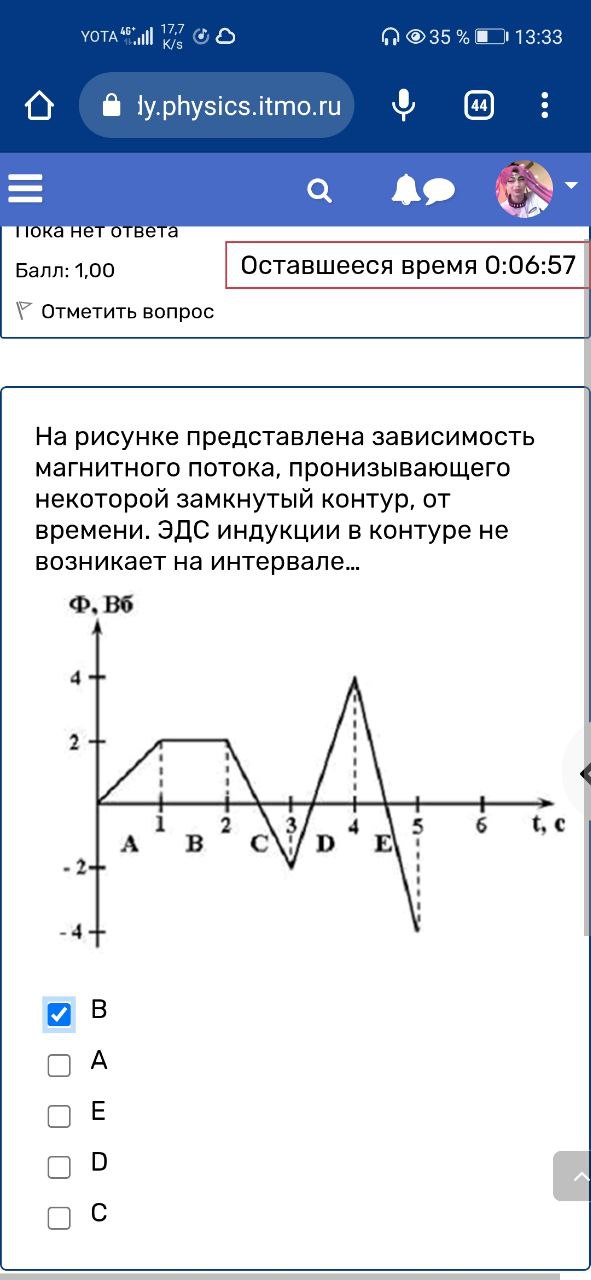 YOTA 4G+ 17,7 K/s 35 % 13:33
ly.physics.itmo.ru 44
Пока нет ответа
Балл: 1,00
Оставшееся время 0:06:57
Отметить вопрос
На рисунке представлена зависимость
магнитного потока, пронизывающего
некоторой замкнутый контур, от
времени. ЭДС индукции в контуре не
возникает на интервале...
Ф, Вб
4
2
1 2 3 4 5 6 t, с
A B C D E
- 2
- 4
B
A
E
D
C